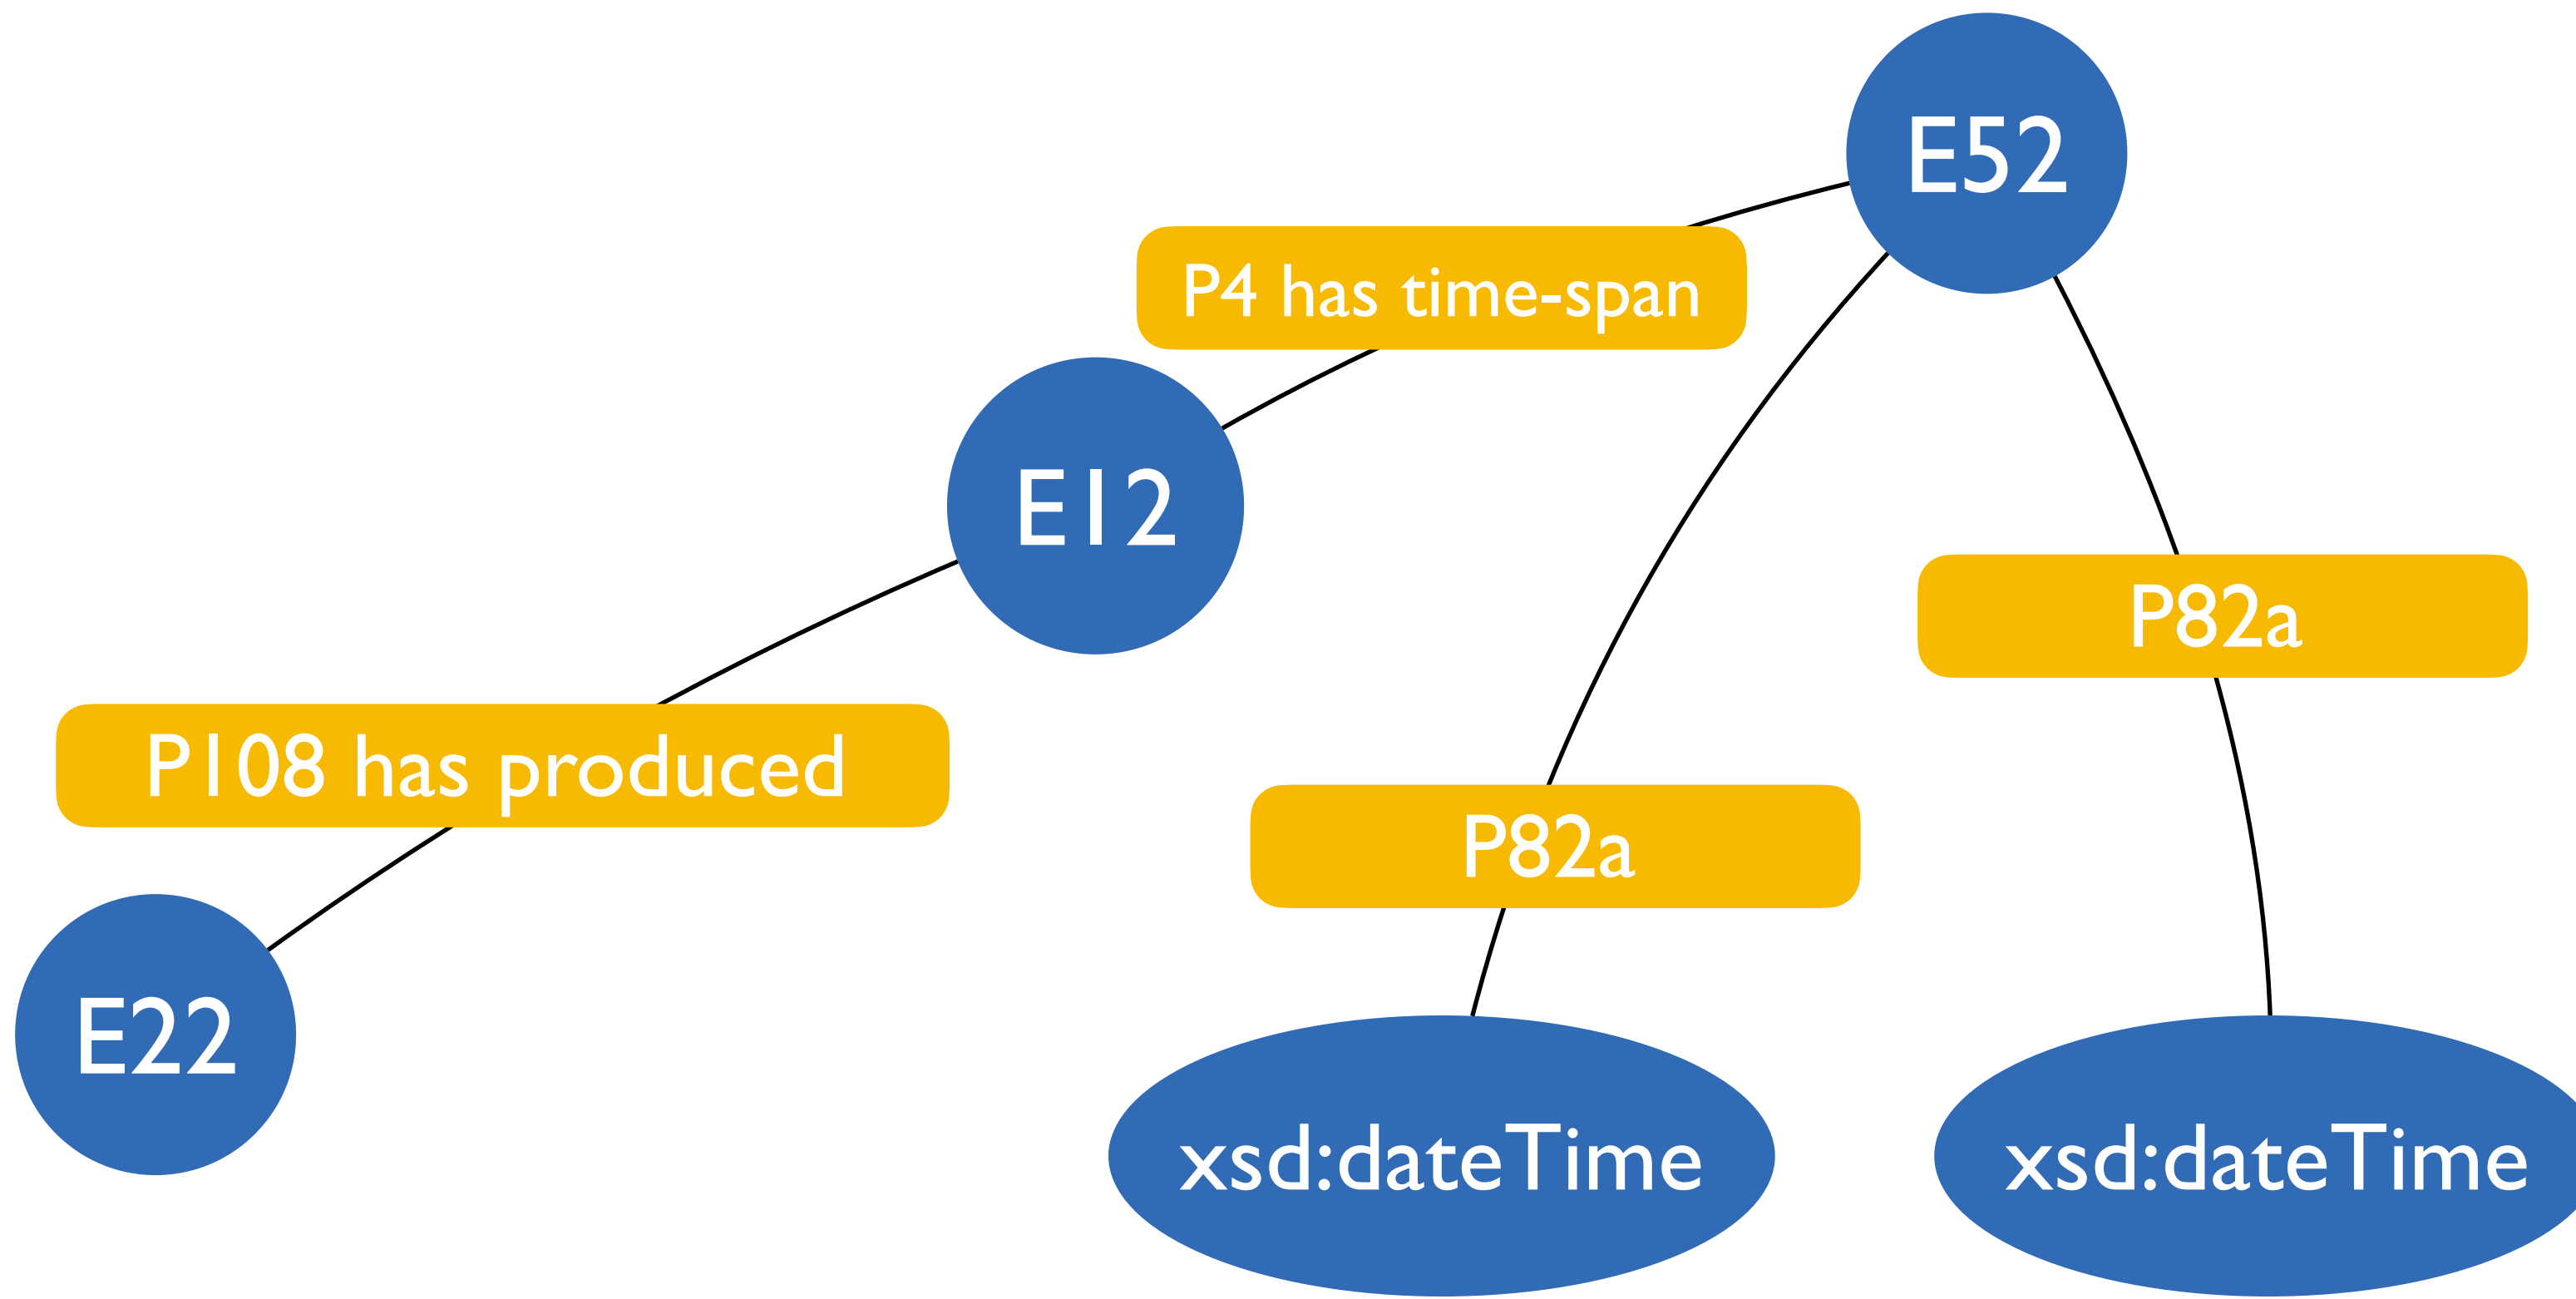 E52
P4 has time-span
E12
P82a
P108 has produced
P82a
E22
xsd:dateTime
xsd:dateTime